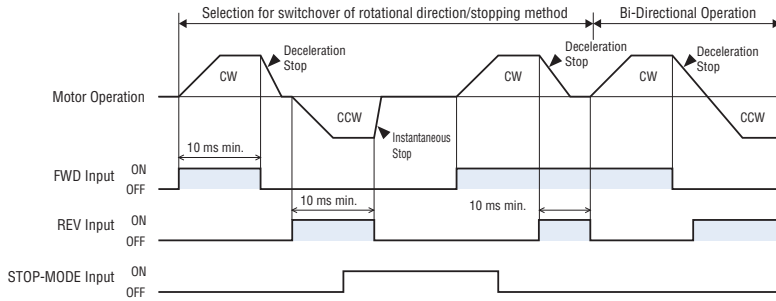 Selection for switchover of rotational direction/stopping method
Bi-Directional Operation
Deceleration
Stop
Deceleration
Stop
Deceleration
Stop
CW
CW
CW
Motor Operation
CCW
CCW
Instantaneous
Stop
10 ms min.
FWD Input
ON
OFF
10 ms min.
10 ms min.
REV Input
ON
OFF
STOP-MODE Input
ON
OFF